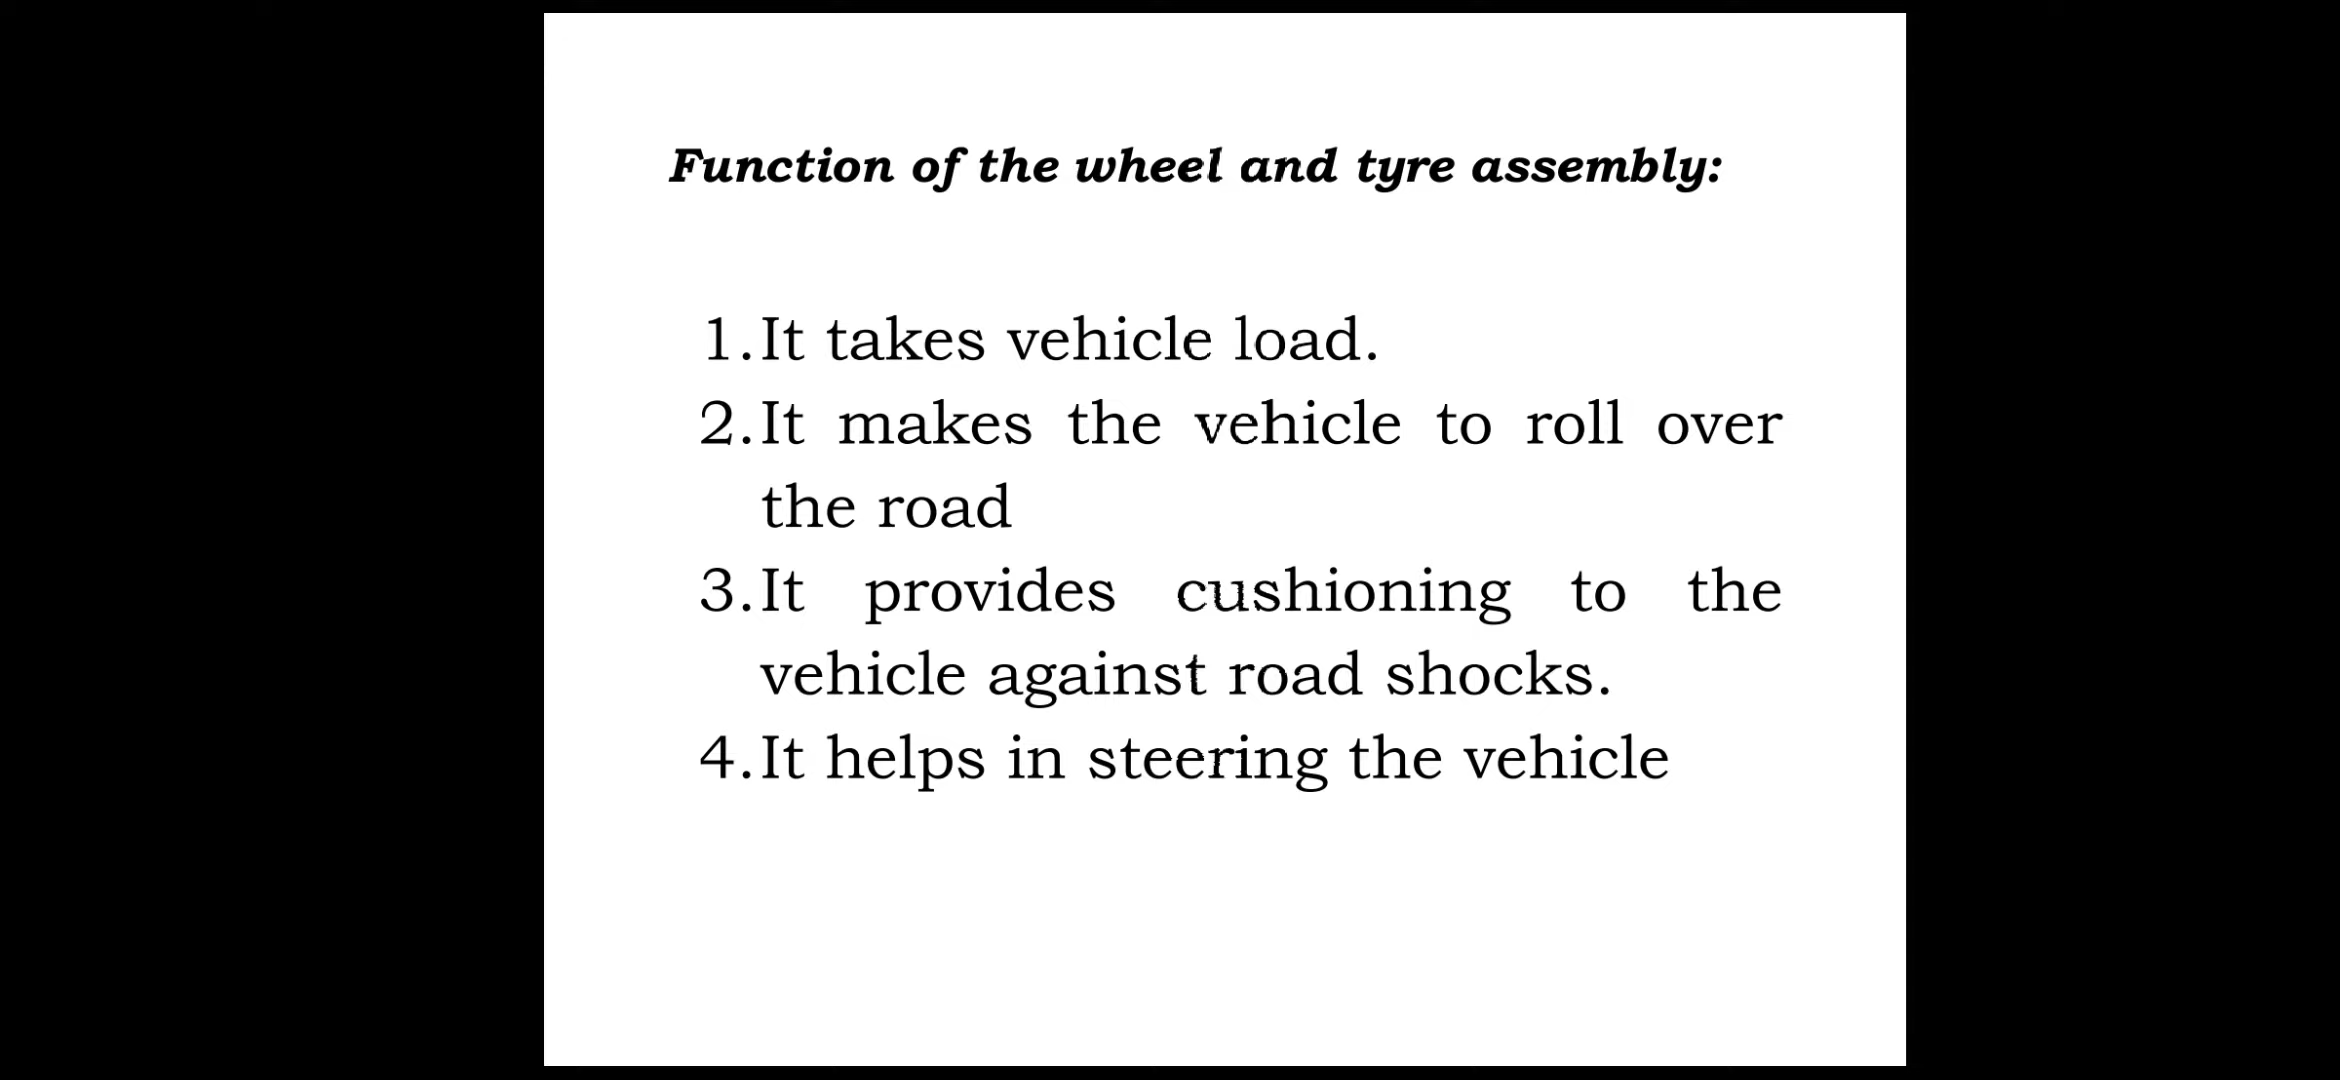 Function of the wheel and tyre assembly:
1. It takes vehicle load.
2. It makes the vehicle to roll over
the road
3. It provides cushioning to the
vehicle against road shocks.
4. It helps in steering the vehicle